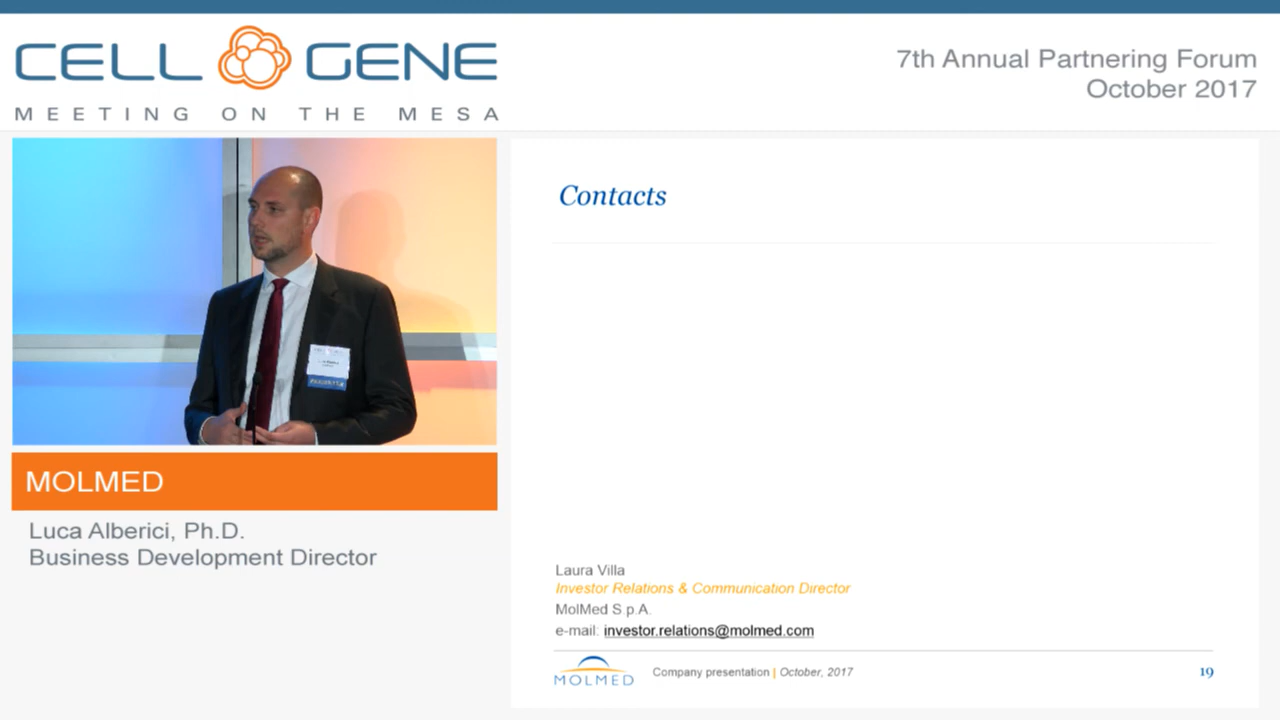 CELL GENE
MEETING ON THE MESA
7th Annual Partnering Forum
October 2017
MOLMED
Luca Alberici, Ph.D.
Business Development Director
Contacts
Laura Villa
Investor Relations & Communication Director
MolMed S.p.A.
e-mail: investor.relations@molmed.com
MOLMED
Company presentation | October, 2017
19